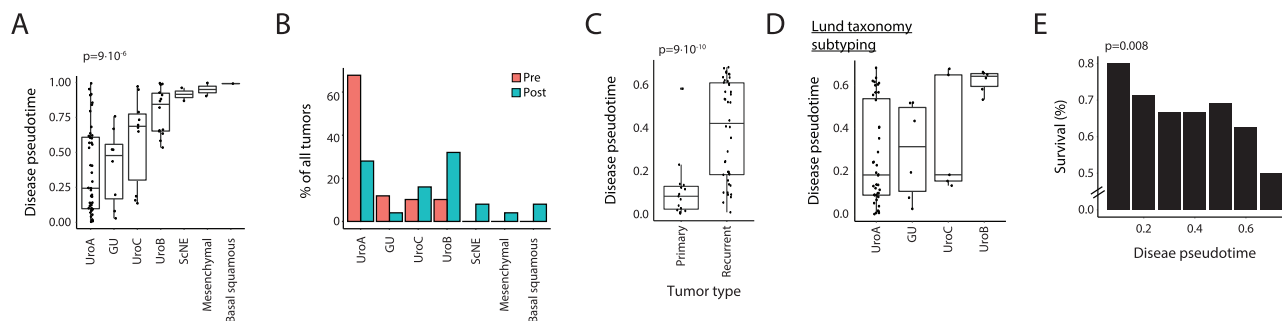 A
p=9·10-6
Disease pseudotime
1.00
0.75
0.50
0.25
0.00
UroA
GU
UroC
UroB
ScNE
Mesenchymal
Basal squamous
B
% of all tumors
60
40
20
0
Pre
Post
UroA
GU
UroC
UroB
ScNE
Mesenchymal
Basal squamous
C
p=9·10-10
Disease pseudotime
0.6
0.4
0.2
0.0
Primary
Recurrent
Tumor type
D
Lund taxonomy
subtyping
Disease pseudotime
0.6
0.4
0.2
0.0
UroA
GU
UroC
UroB
E
p=0.008
Survival (%)
0.8
0.7
0.6
0.5
0.0
0.2
0.4
0.6
Diseae pseudotime